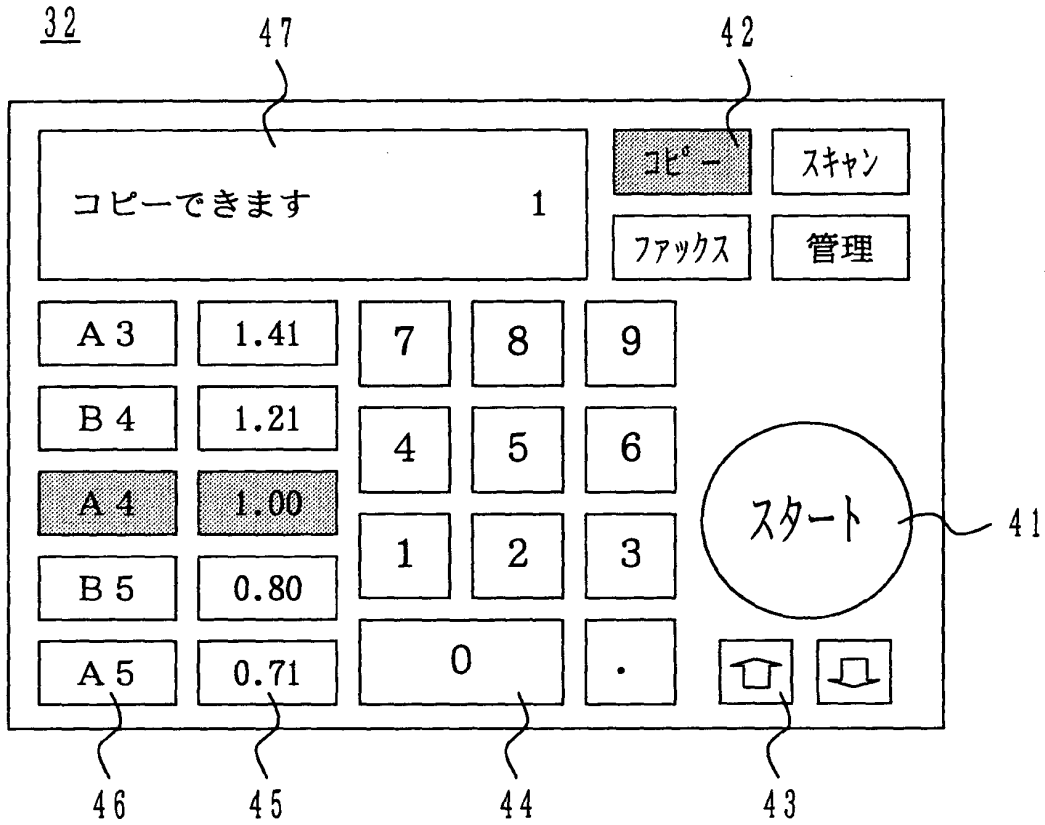 32
47
42
コピーできます 1
コピー スキャン
ファックス 管理
A3 1.41 7 8 9
B4 1.21 4 5 6
A4 1.00
スタート
41
B5 0.80 1 2 3
A5 0.71 0 .
46 45 44 43